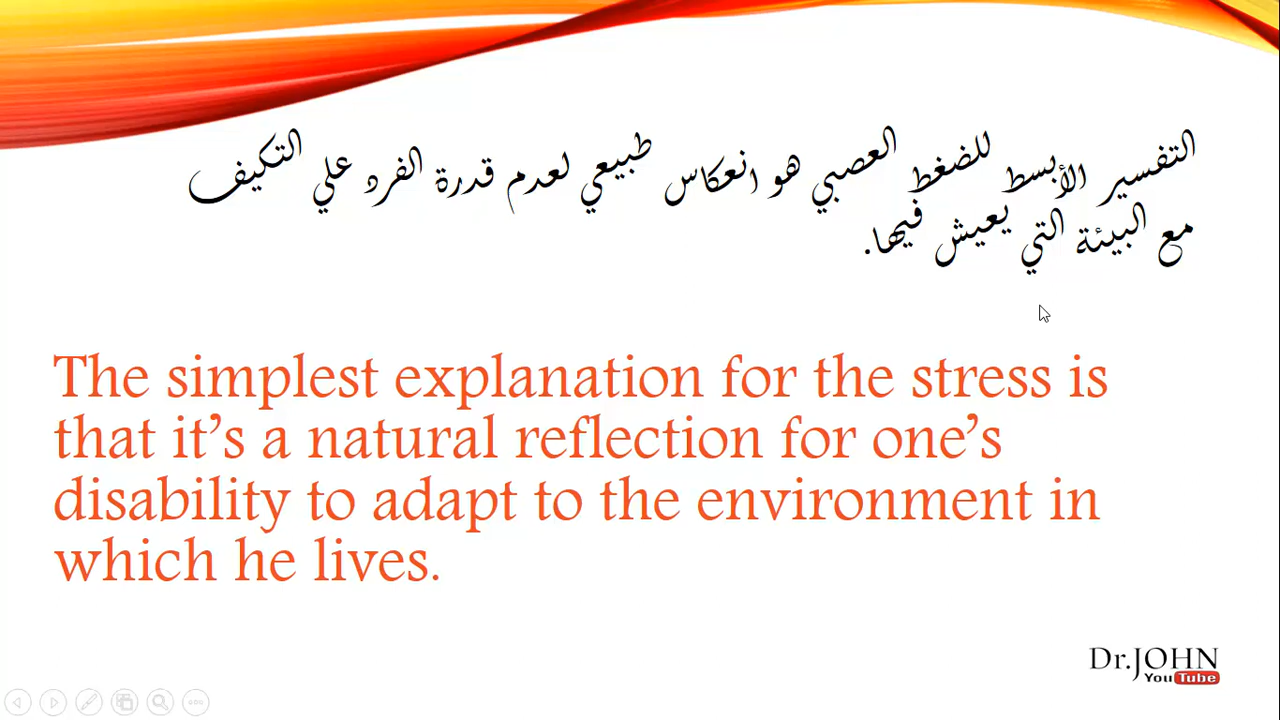 التفسير الأبسط للضغط العصبي هو انعكاس طبيعي لعدم قدرة الفرد علي التكيف
مع البيئة التي يعيش فيها.
The simplest explanation for the stress is
that it’s a natural reflection for one’s
disability to adapt to the environment in
which he lives.
Dr.JOHN
YouTube